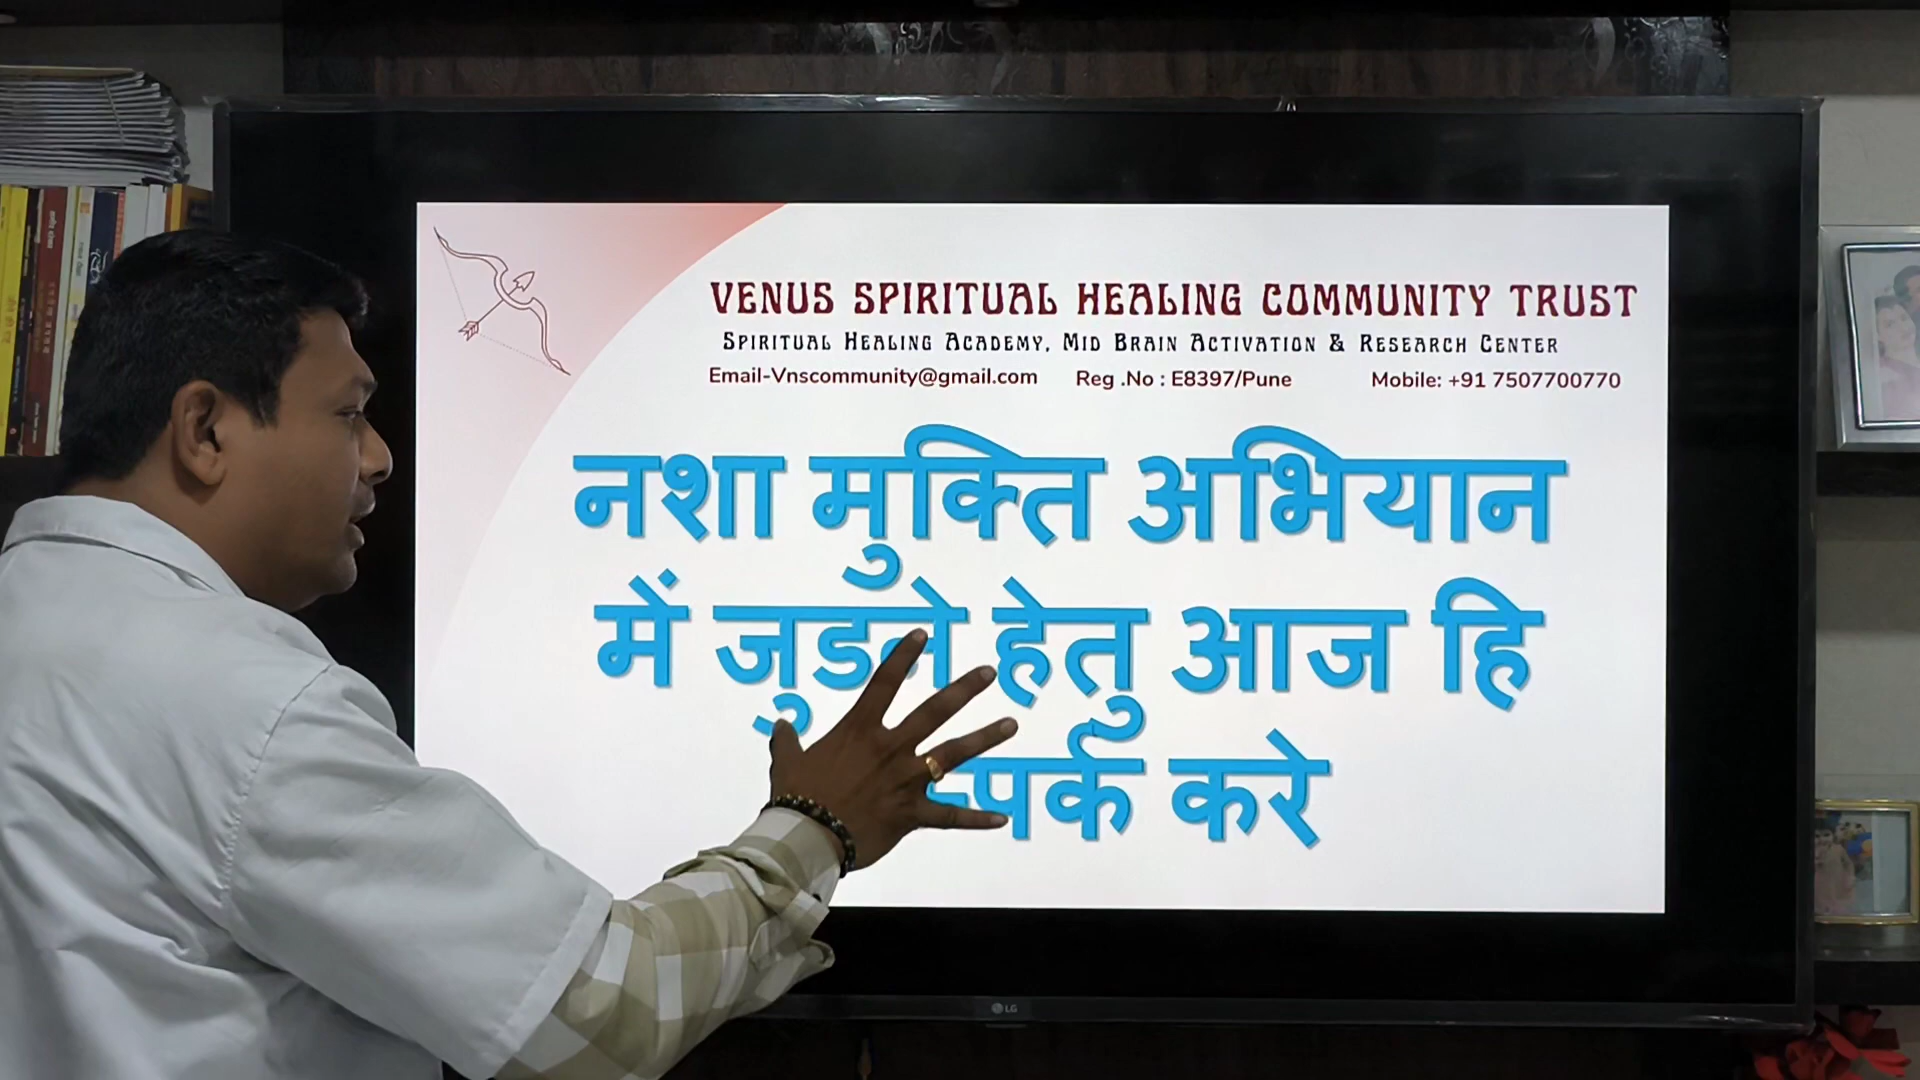 VENUS SPIRITUAL HEALING COMMUNITY TRUST
SPIRITUAL HEALING ACADEMY, MID BRAIN ACTIVATION & RESEARCH CENTER
Email-Vnscommunity@gmail.com Reg .No : E8397/Pune Mobile: +91 7507700770
नशा मुक्ति अभियान
में जुडने हेतु आज हि
करे
LG